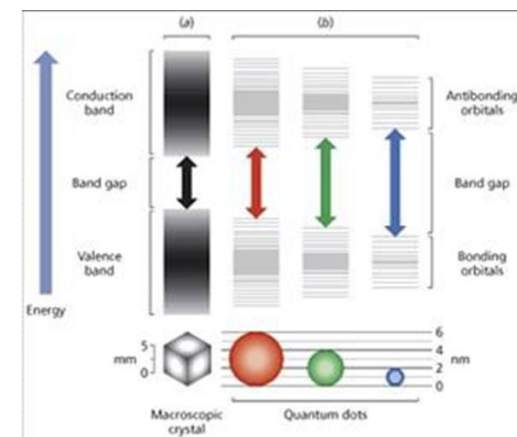 (a)
(b)
Conduction
band
Antibonding
orbitals
Band gap
Band gap
Valence
band
Bonding
orbitals
Energy
mm
5
0
6
4
2
0
nm
Macroscopic
crystal
Quantum dots